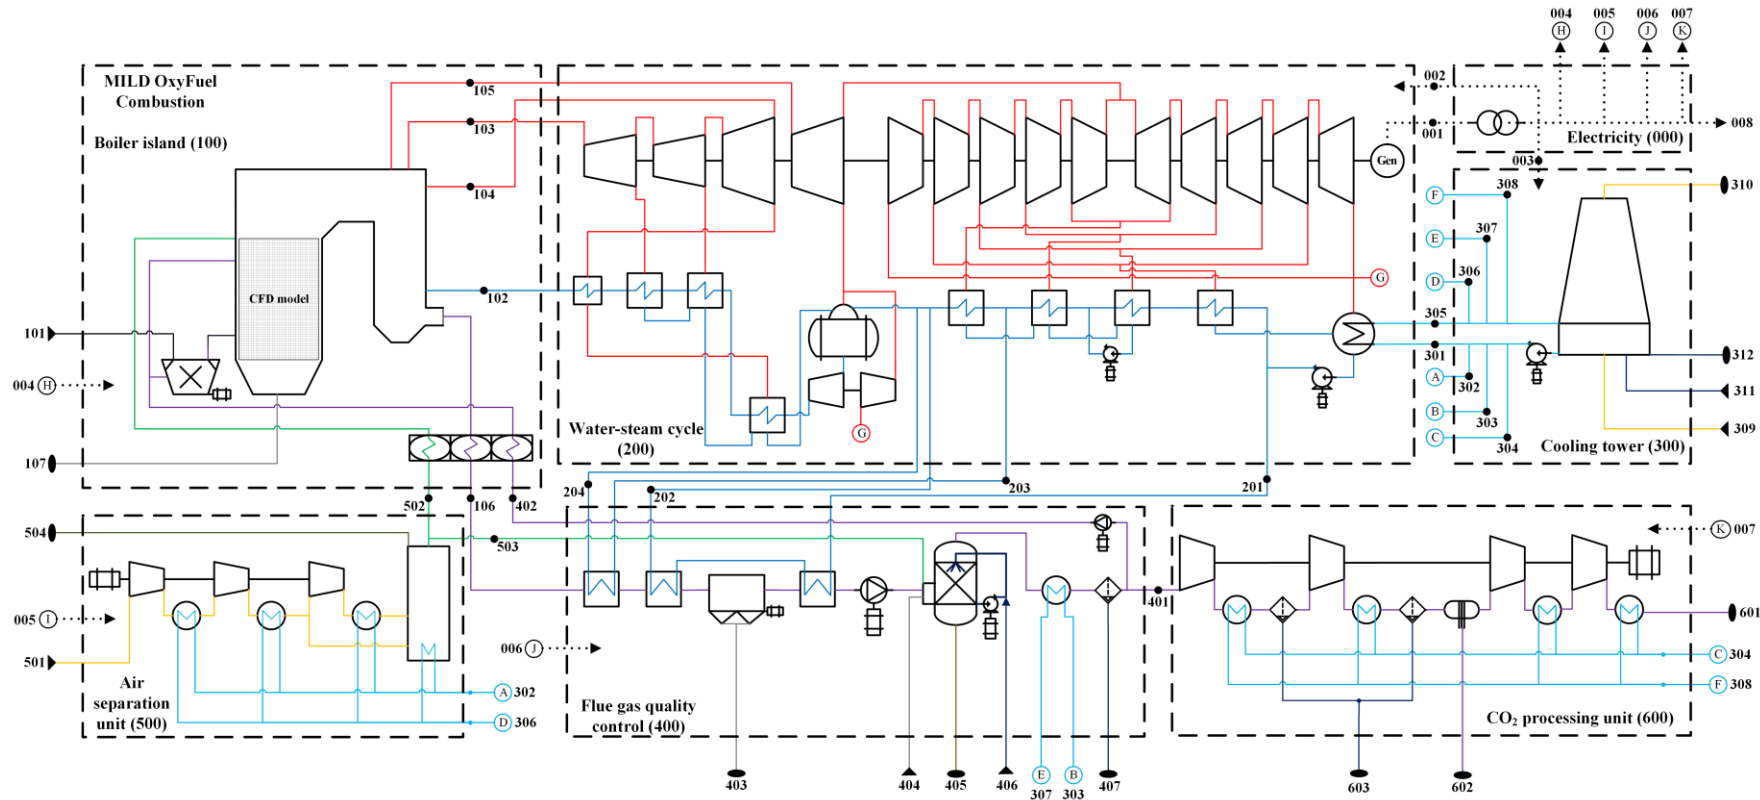 004 005 006 007
H I J K
MILD OxyFuel
Combustion
Boiler island (100)
105
103
104
002
001
008
Electricity (000)
003
Gen
308
310
F
307
E
306
D
G
CFD model
102
305
301
101
312
004 H
A
302
311
B
303
309
C
304
G
Water-steam cycle
(200)
Cooling tower (300)
107
204
202
203
201
502
106
402
504
503
K 007
401
005 I
601
501
006 J
C 304
F 308
Air
separation
unit (500)
A 302
D 306
Flue gas quality
control (400)
CO₂ processing unit (600)
403
404
405
406
E
307
B
303
407
603
602